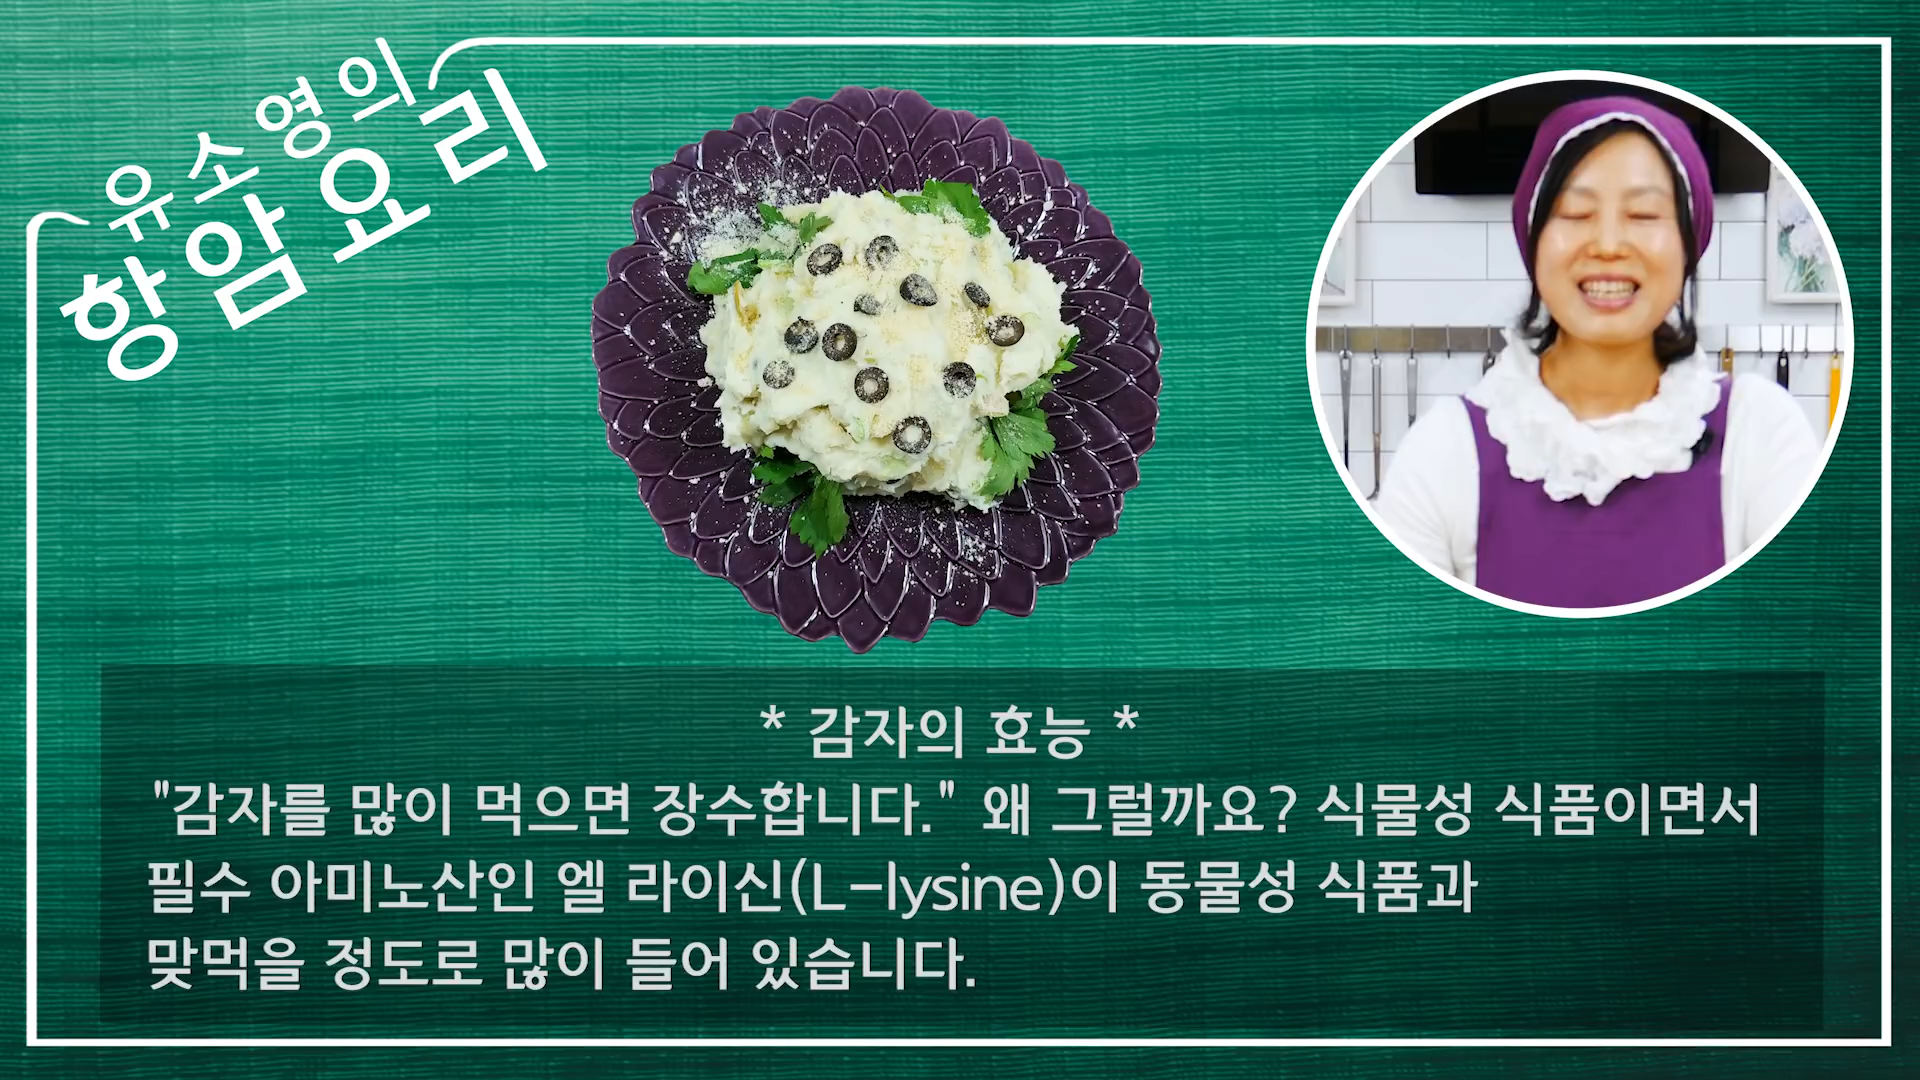 유소영의
항암요리
* 감자의 효능 *
"감자를 많이 먹으면 장수합니다." 왜 그럴까요? 식물성 식품이면서
필수 아미노산인 엘 라이신(L-lysine)이 동물성 식품과
맞먹을 정도로 많이 들어 있습니다.